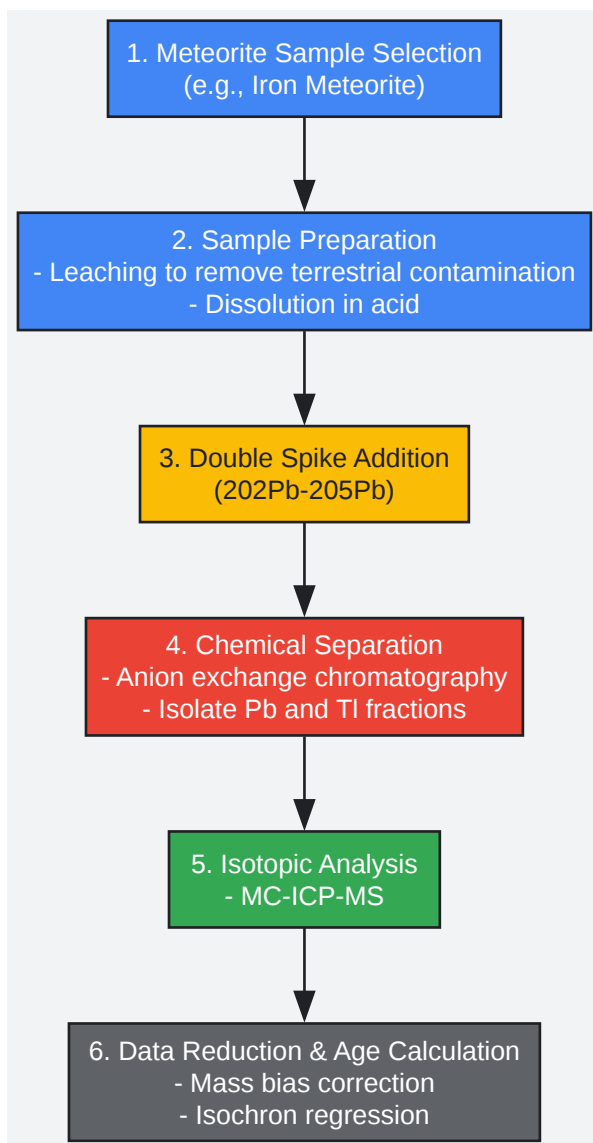 1. Meteorite Sample Selection
(e.g., Iron Meteorite)
2. Sample Preparation
- Leaching to remove terrestrial contamination
- Dissolution in acid
3. Double Spike Addition
(202Pb-205Pb)
4. Chemical Separation
- Anion exchange chromatography
- Isolate Pb and Tl fractions
5. Isotopic Analysis
- MC-ICP-MS
6. Data Reduction & Age Calculation
- Mass bias correction
- Isochron regression